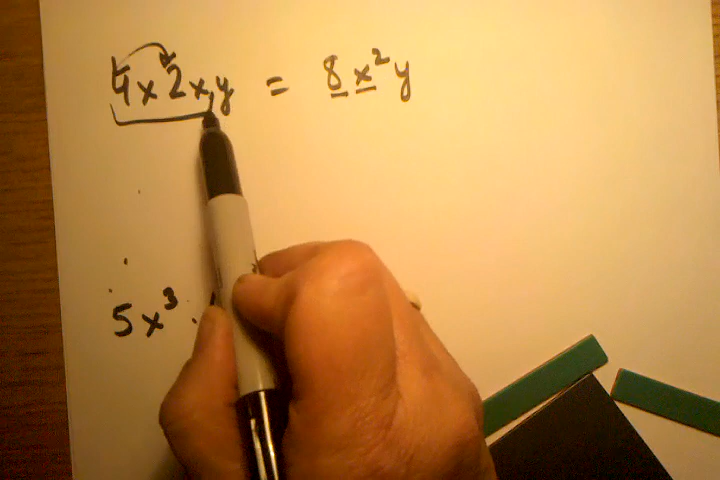 4x2xy = 8x²y
5x³ .